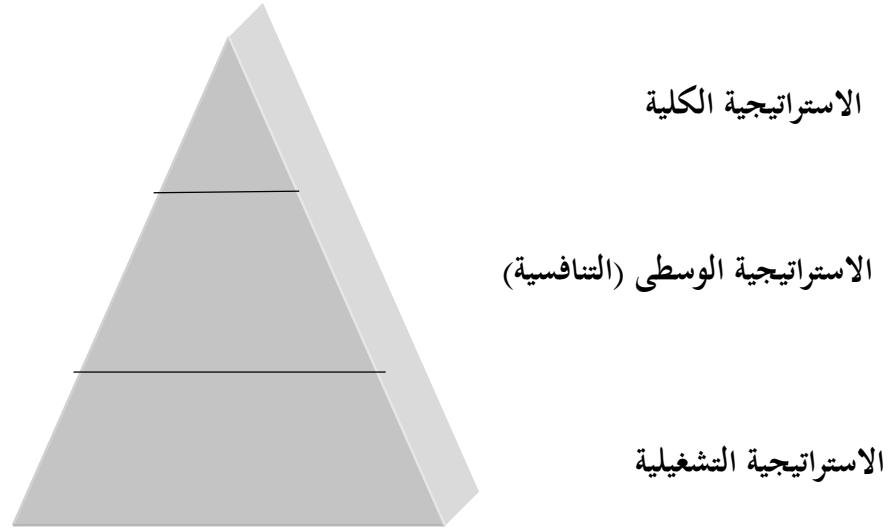 الاستراتيجية الكلية
الاستراتيجية الوسطى (التنافسية)
الاستراتيجية التشغيلية